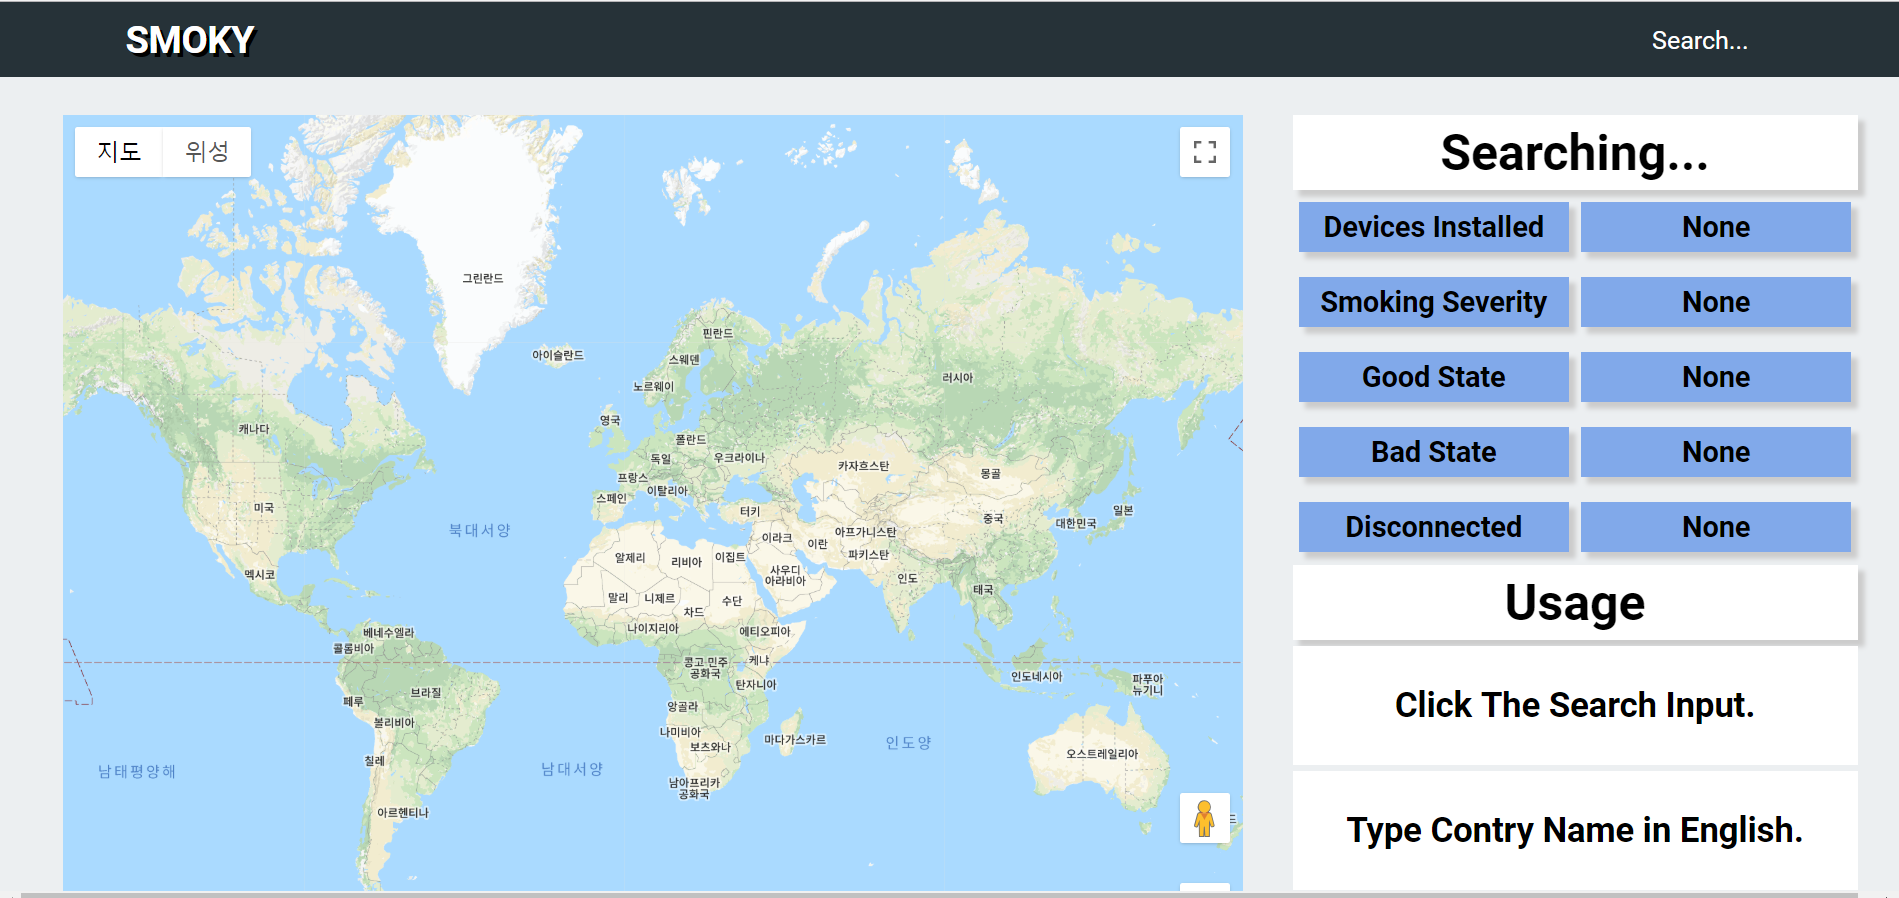 SMOKY
Search...
지도 위성
그린란드
핀란드
아이슬란드
스웨덴
노르웨이
러시아
영국
캐나다
폴란드
독일
우크라이나
카자흐스탄
몽골
프랑스
이탈리아
스페인
미국
터키
중국
대한민국
일본
북대서양
아프가니스탄
이라크
이란
알제리
리비아
이집트
파키스탄
사우디
아라비아
멕시코
인도
태국
말리
니제르
차드
수단
베네수엘라
나이지리아
에티오피아
콜롬비아
콩고 민주
공화국
케냐
인도네시아
파푸아
뉴기니
탄자니아
브라질
페루
앙골라
볼리비아
나미비아
보츠와나
마다가스카르
인도양
오스트레일리아
칠레
남태평양해
남대서양
남아프리카
공화국
아르헨티나
Searching...
Devices Installed None
Smoking Severity None
Good State None
Bad State None
Disconnected None
Usage
Click The Search Input.
Type Contry Name in English.